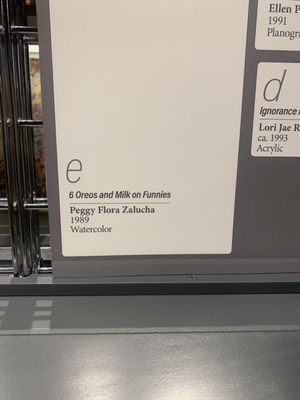 e
6 Oreos and Milk on Funnies
Peggy Flora Zalucha
1989
Watercolor
Ellen
1991
d
Ignorance
Lori Jae
ca. 1993
Acrylic